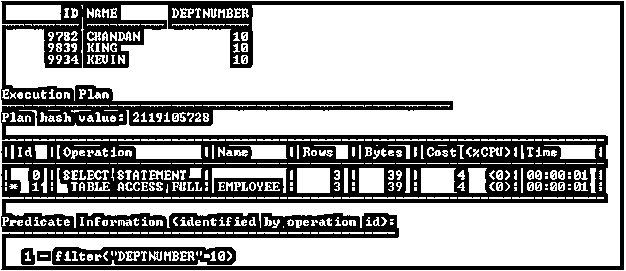 ID NAME DEPTNUMBER
9782 CHANDAN 10
9839 KING 10
9934 KEVIN 10
Execution Plan
Plan hash value: 2119105728
| Id | Operation | Name | Rows | Bytes | Cost (%CPU)| Time |
| 0 | SELECT STATEMENT | | 3 | 39 | 4 (0)| 00:00:01 |
|* 1 | TABLE ACCESS FULL| EMPLOYEE | 3 | 39 | 4 (0)| 00:00:01 |
Predicate Information (identified by operation id):
1 - filter("DEPTNUMBER"=10)